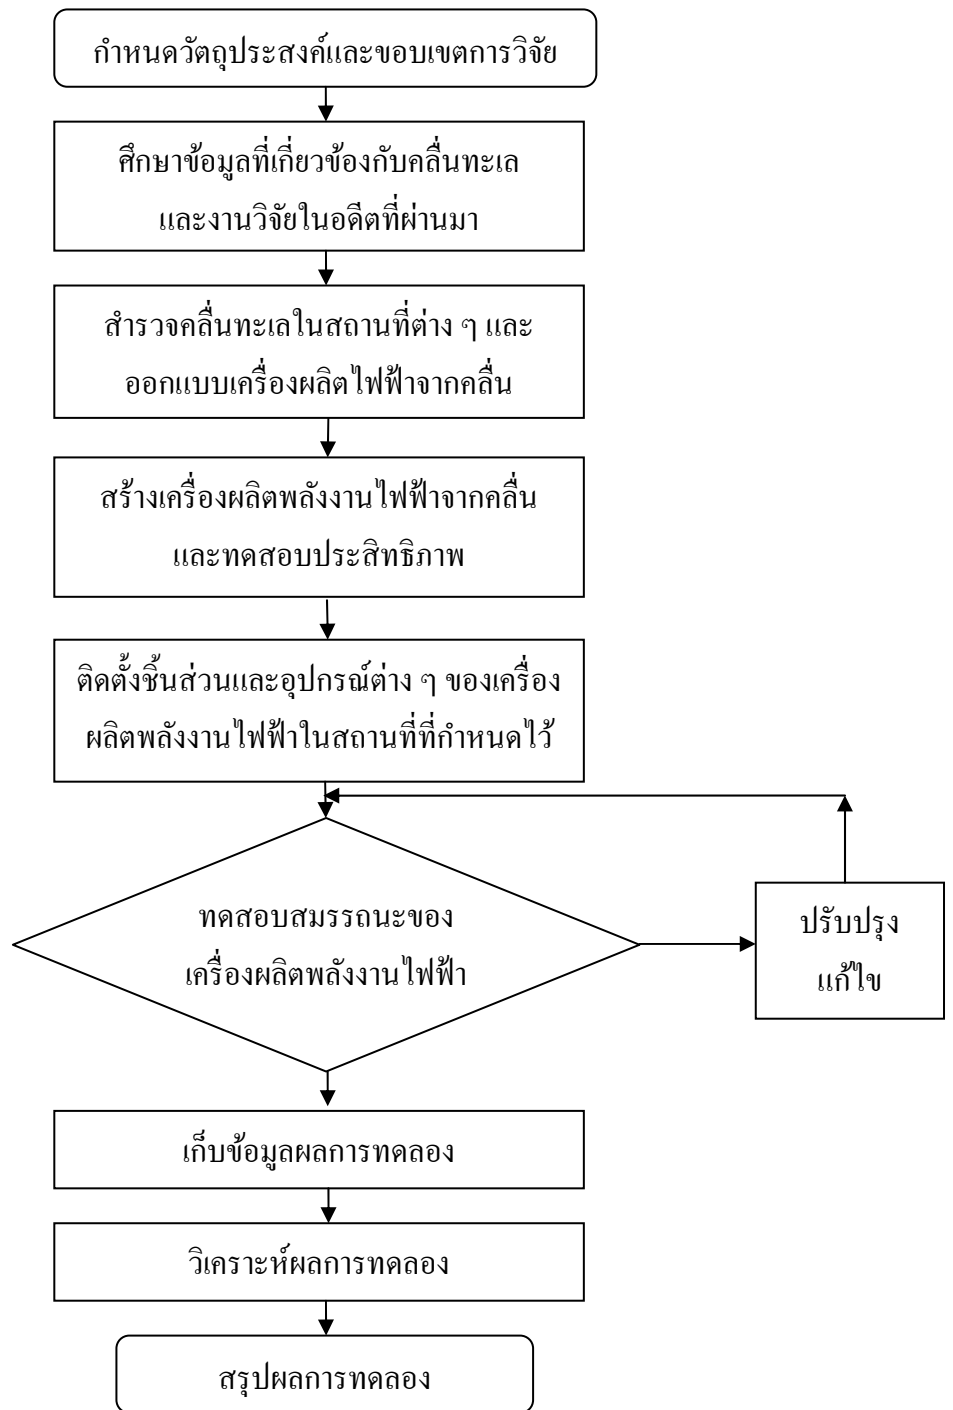 กำหนดวัตถุประสงค์และขอบเขตการวิจัย
ศึกษาข้อมูลที่เกี่ยวข้องกับคลื่นทะเล
และงานวิจัยในอดีตที่ผ่านมา
สำรวจคลื่นทะเลในสถานที่ต่าง ๆ และ
ออกแบบเครื่องผลิตไฟฟ้าจากคลื่น
สร้างเครื่องผลิตพลังงานไฟฟ้าจากคลื่น
และทดสอบประสิทธิภาพ
ติดตั้งชิ้นส่วนและอุปกรณ์ต่าง ๆ ของเครื่อง
ผลิตพลังงานไฟฟ้าในสถานที่ที่กำหนดไว้
ทดสอบสมรรถนะของ
เครื่องผลิตพลังงานไฟฟ้า
ปรับปรุง
แก้ไข
เก็บข้อมูลผลการทดลอง
วิเคราะห์ผลการทดลอง
สรุปผลการทดลอง